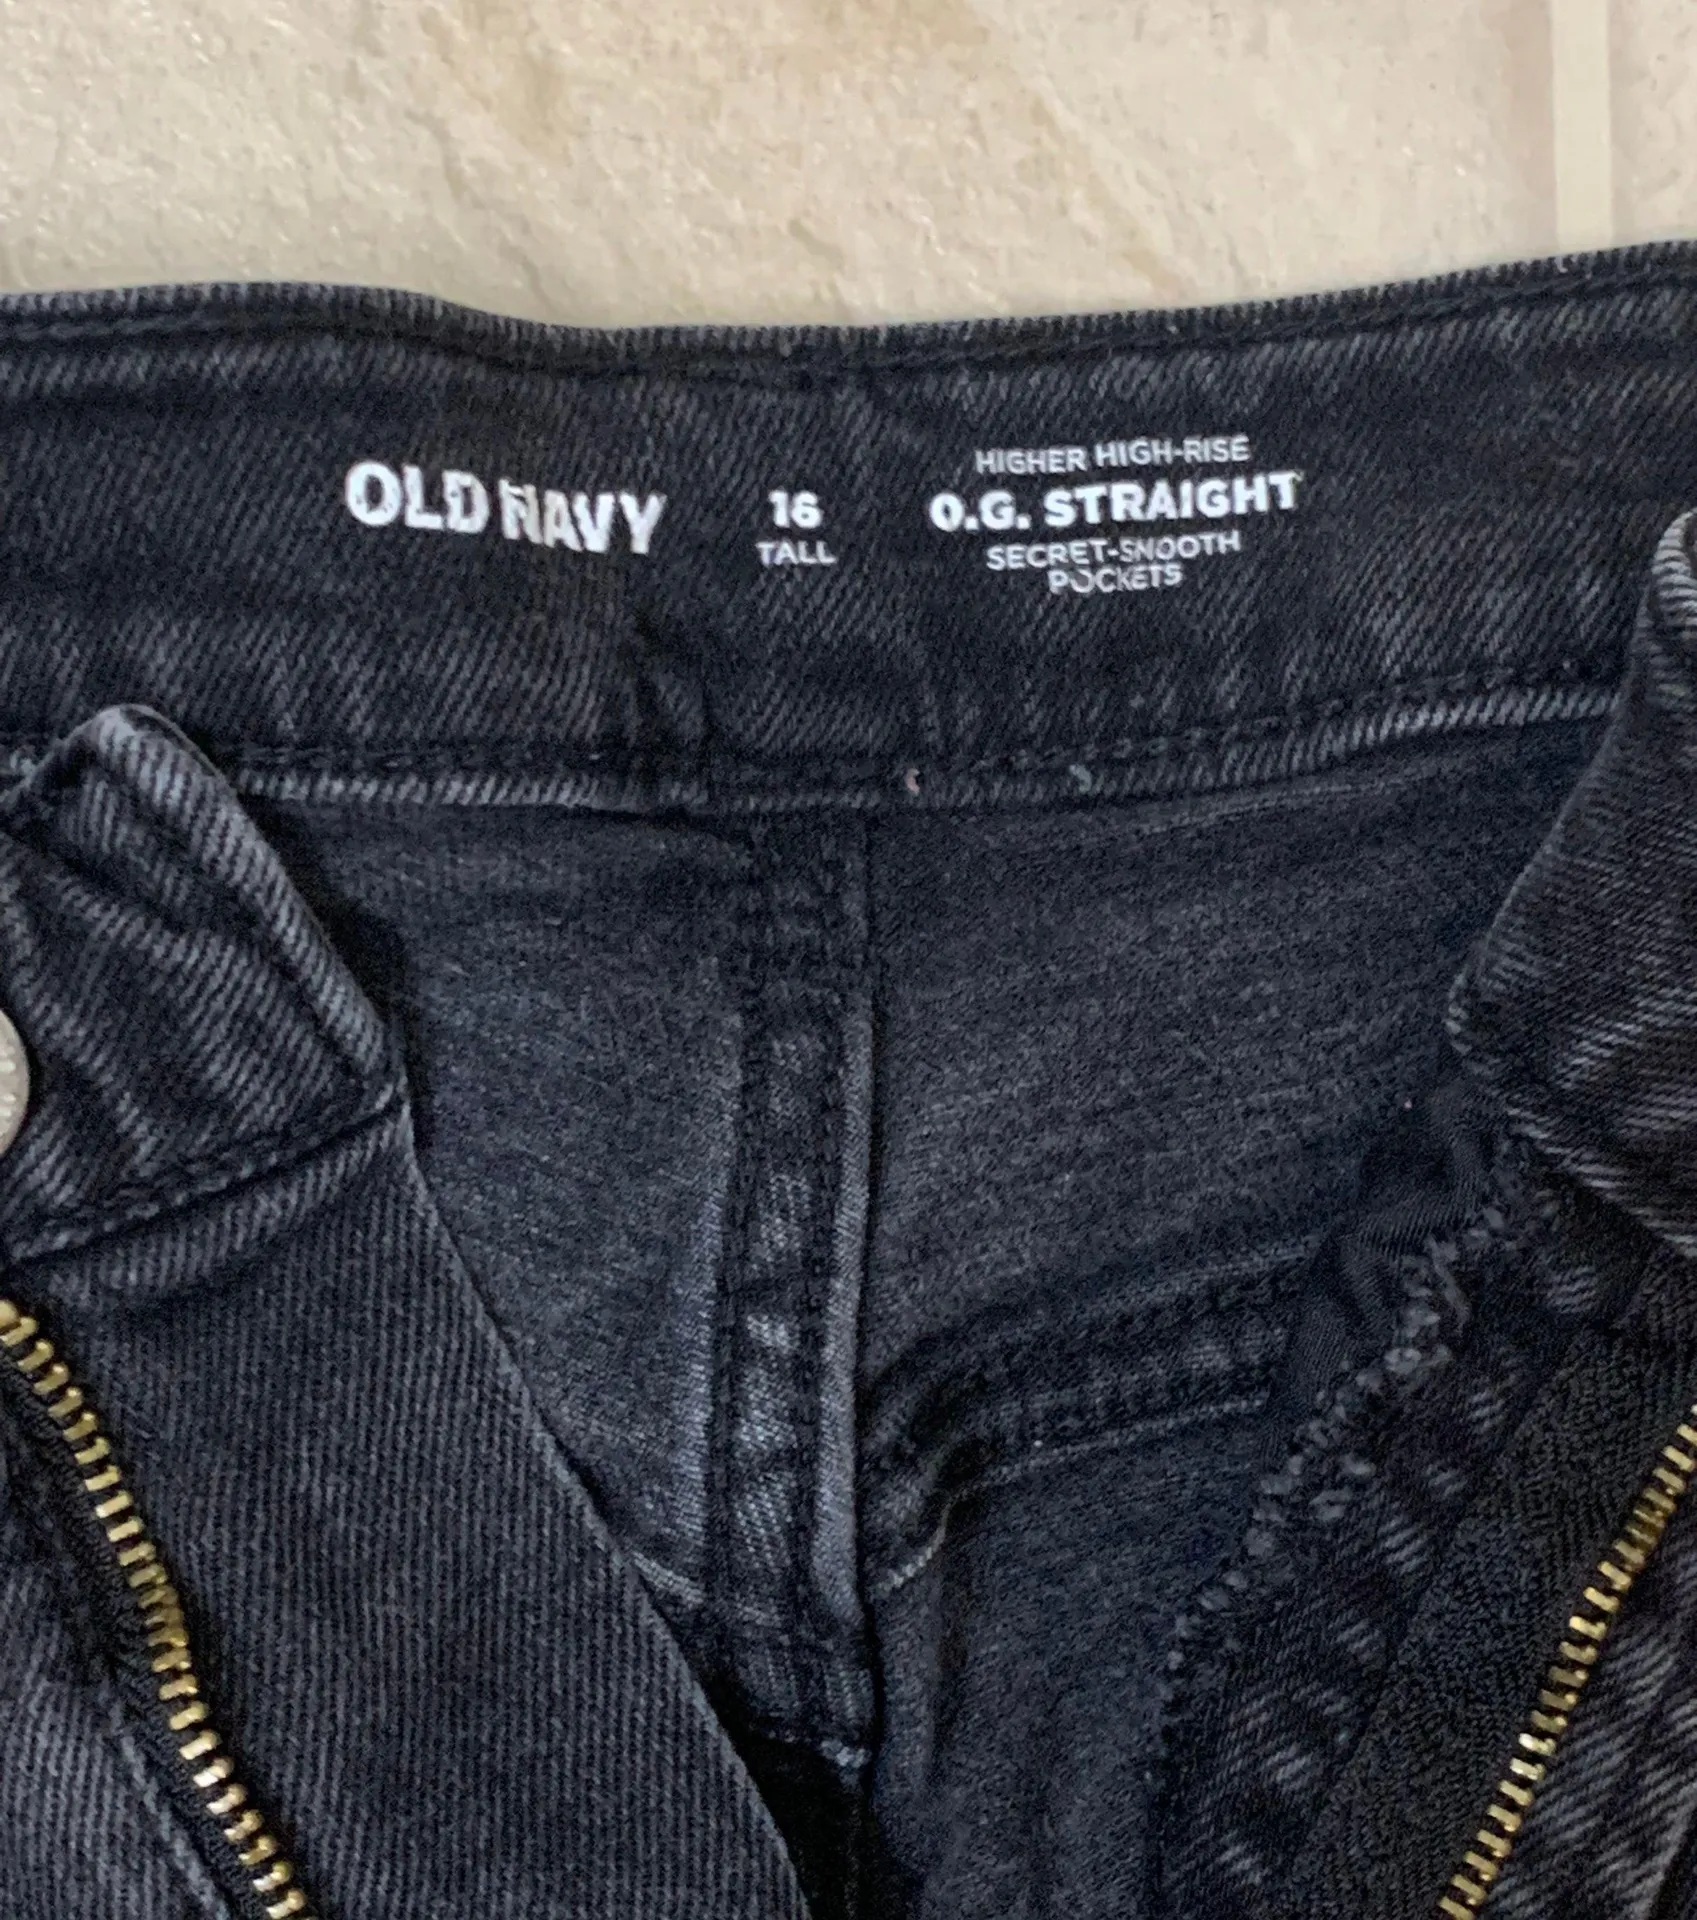 OLD NAVY
16
TALL
HIGHER HIGH-RISE
O.G. STRAIGHT
SECRET-SMOOTH
POCKETS